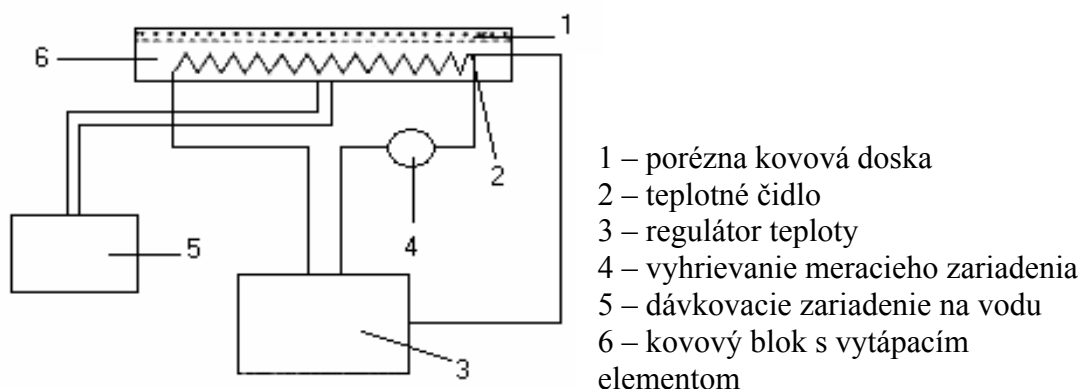 1
6
2
1 – porézna kovová doska
2 – teplotné čidlo
3 – regulátor teploty
4 – vyhrievanie meracieho zariadenia
5 – dávkovacie zariadenie na vodu
6 – kovový blok s vytápacím
elementom
5
4
3